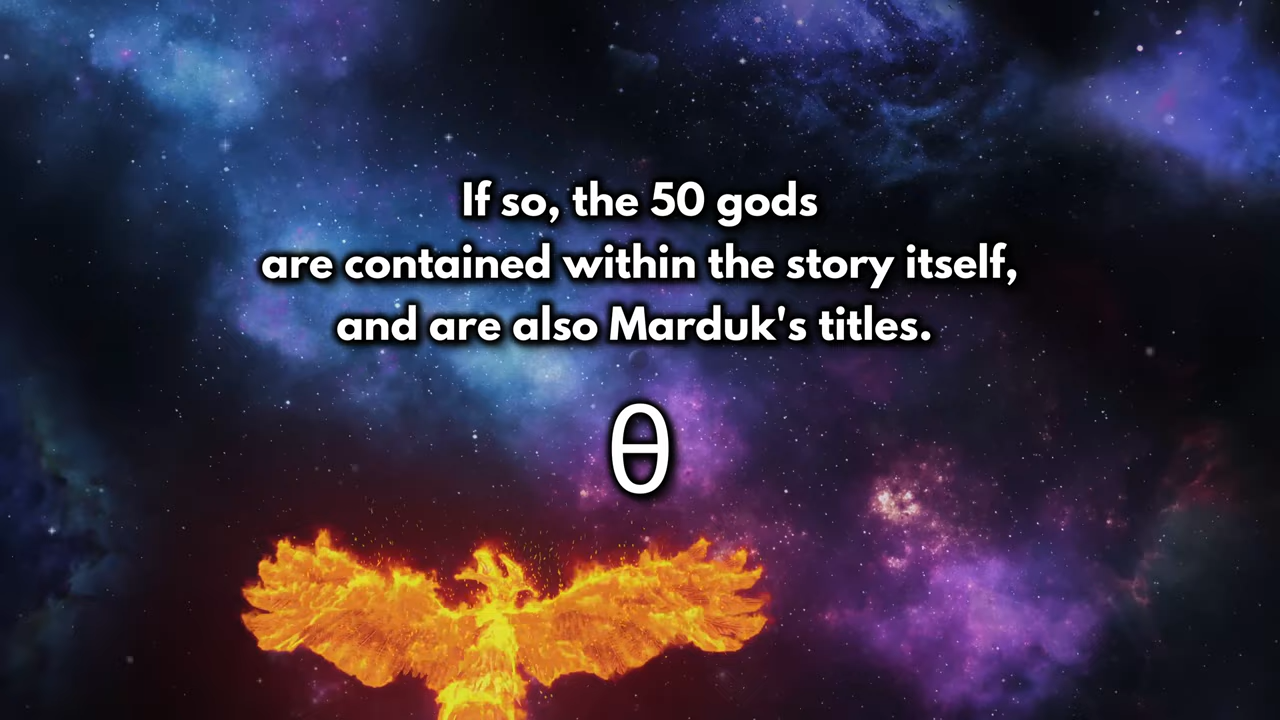 If so, the 50 gods
are contained within the story itself,
and are also Marduk's titles.
θ